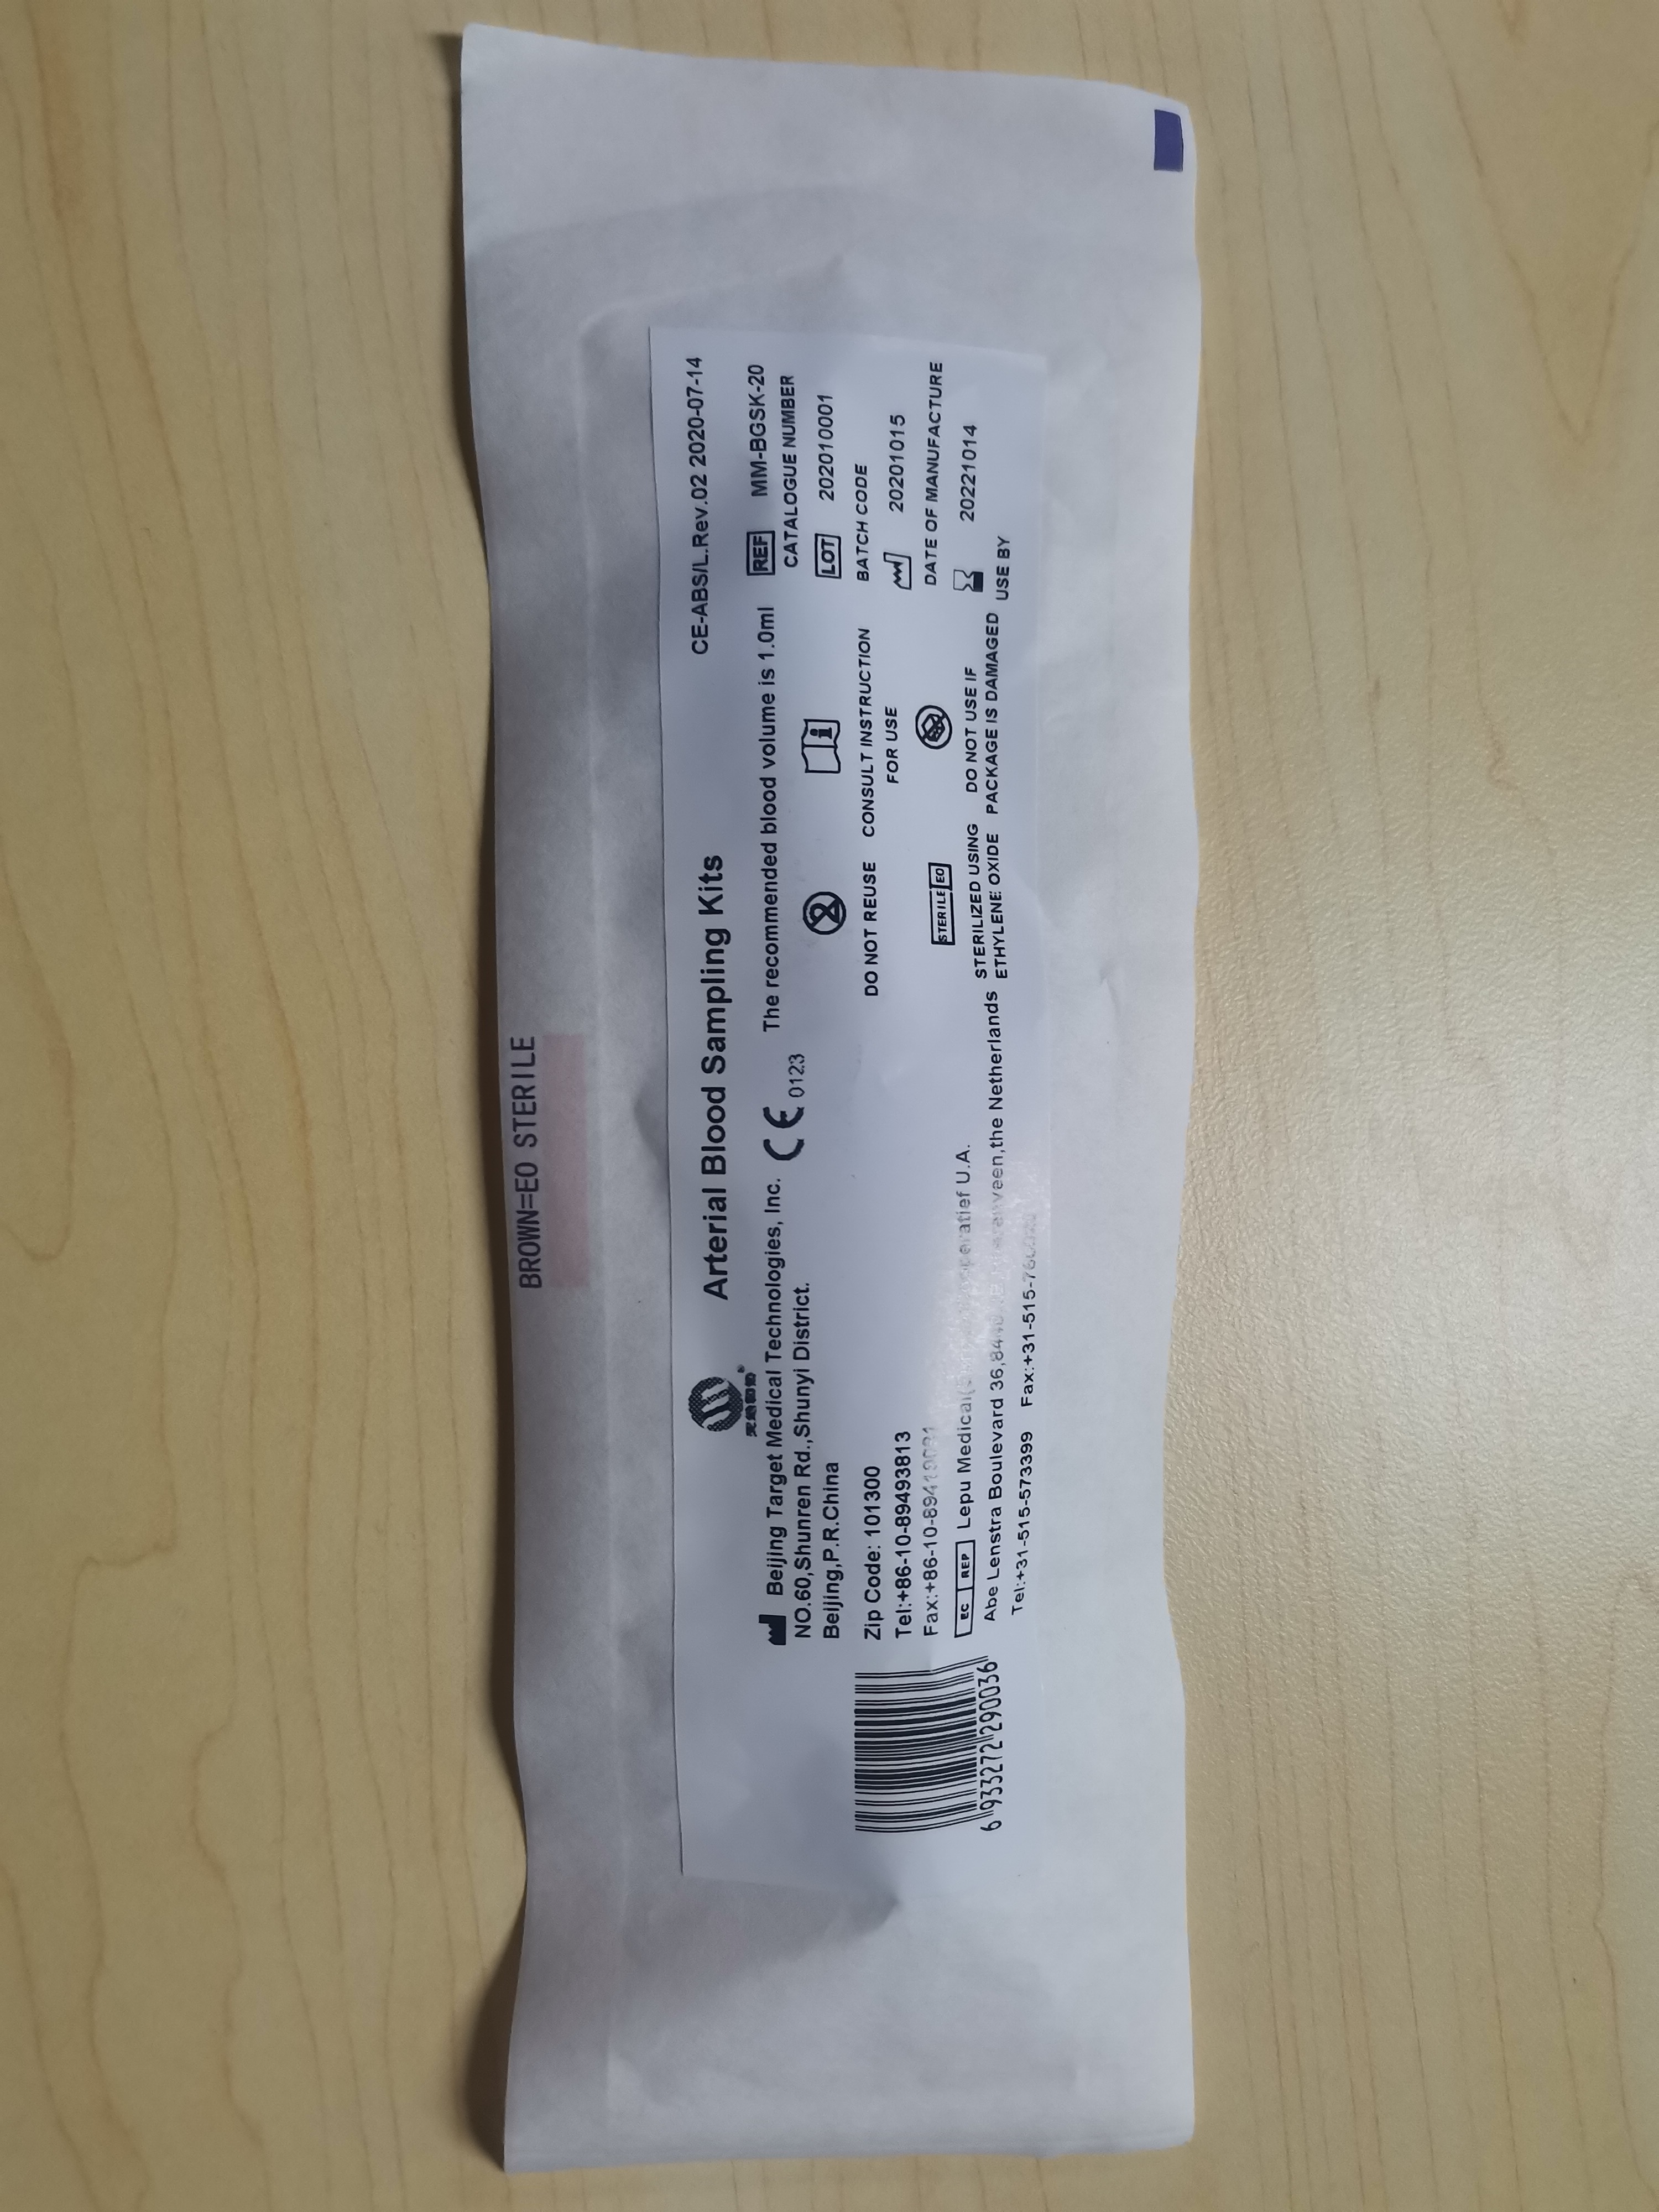 BROWN=EO STERILE
CE-ABS/L.Rev.02 2020-07-14
Arterial Blood Sampling Kits
Beijing Target Medical Technologies, Inc.
NO.60,Shunren Rd.,Shunyi District.
Beijing,P.R.China
Zip Code: 101300
Tel:+86-10-89493813
Fax:+86-10-
EC REP Lepu Medical U.A.
Abe Lenstra Boulevard 36, the Netherlands
Tel:+31-515-573399 Fax:+31-515-
6 933272 290036
CE 0123
The recommended blood volume is 1.0ml
DO NOT REUSE
CONSULT INSTRUCTION
FOR USE
STERILE EO
STERILIZED USING
ETHYLENE OXIDE
DO NOT USE IF
PACKAGE IS DAMAGED
REF MM-BGSK-20
CATALOGUE NUMBER
LOT 202010001
BATCH CODE
20201015
DATE OF MANUFACTURE
20221014
USE BY